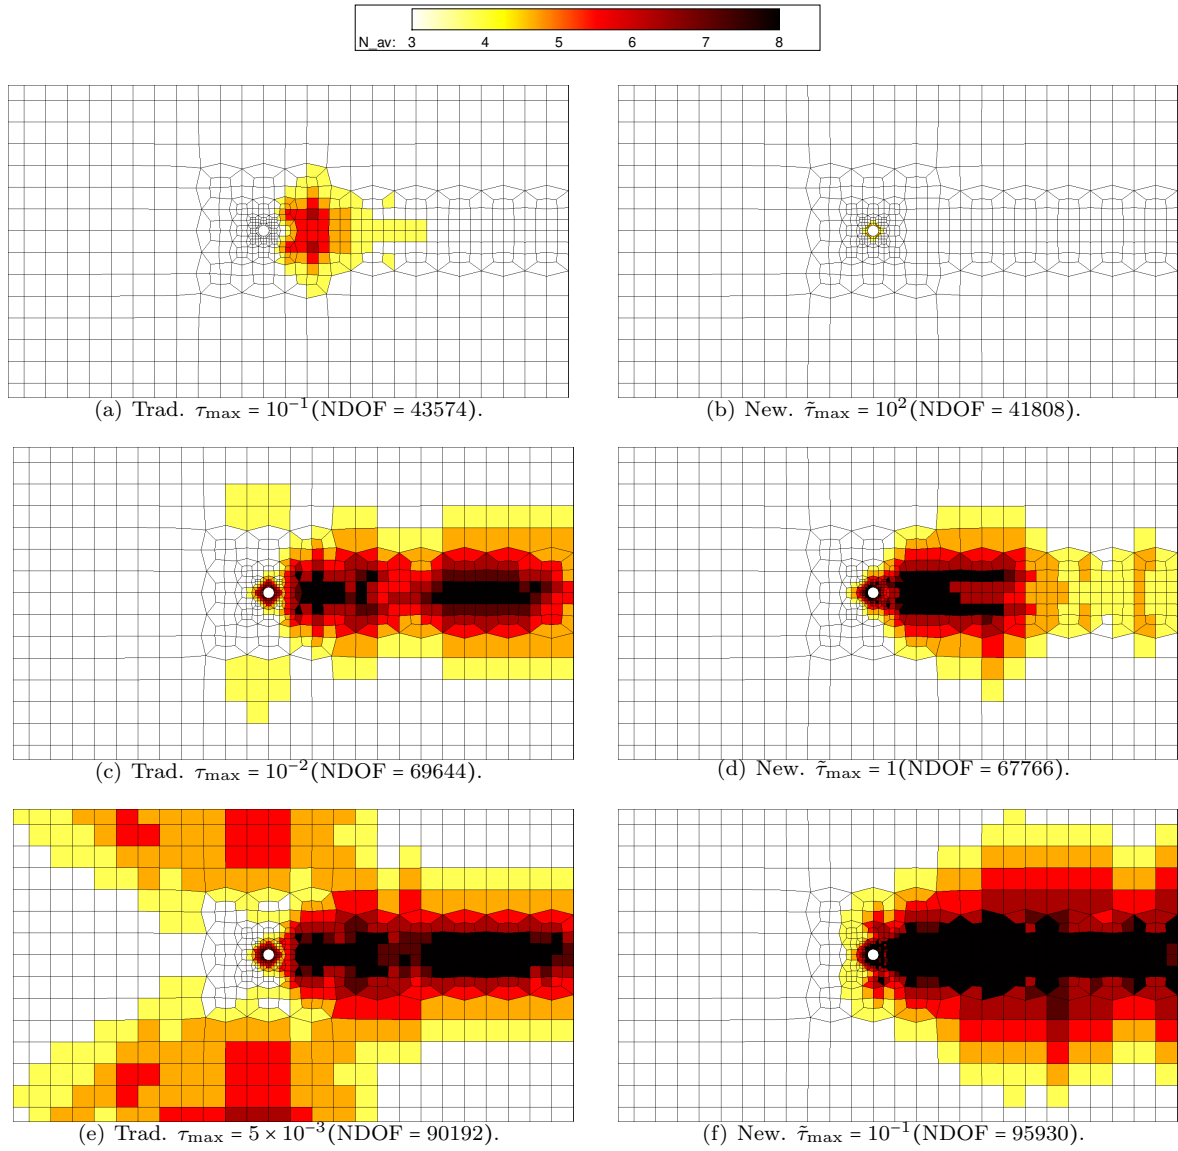 N_av: 3 4 5 6 7 8
(a) Trad. τmax = 10⁻¹(NDOF = 43574).
(b) New. τ̃max = 10²(NDOF = 41808).
(c) Trad. τmax = 10⁻²(NDOF = 69644).
(d) New. τ̃max = 1(NDOF = 67766).
(e) Trad. τmax = 5 × 10⁻³(NDOF = 90192).
(f) New. τ̃max = 10⁻¹(NDOF = 95930).